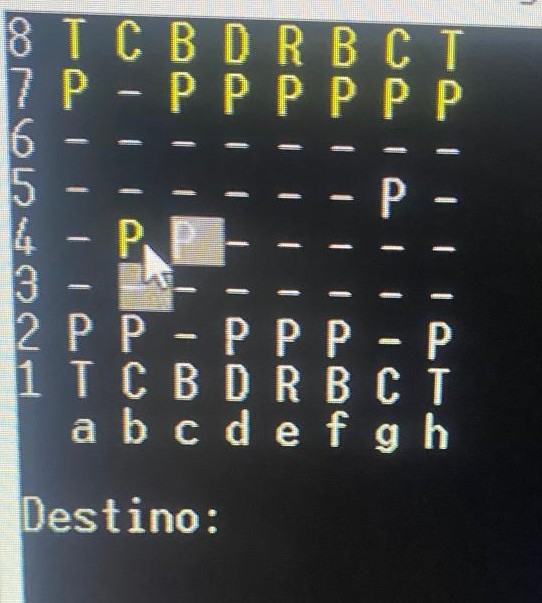 8 T C B D R B C T
7 P - P P P P P P
6 - - - - - - - -
5 - - - - - - P -
4 - P P - - - - -
3 - - - - - - - -
2 P P - P P P - P
1 T C B D R B C T
a b c d e f g h
Destino: